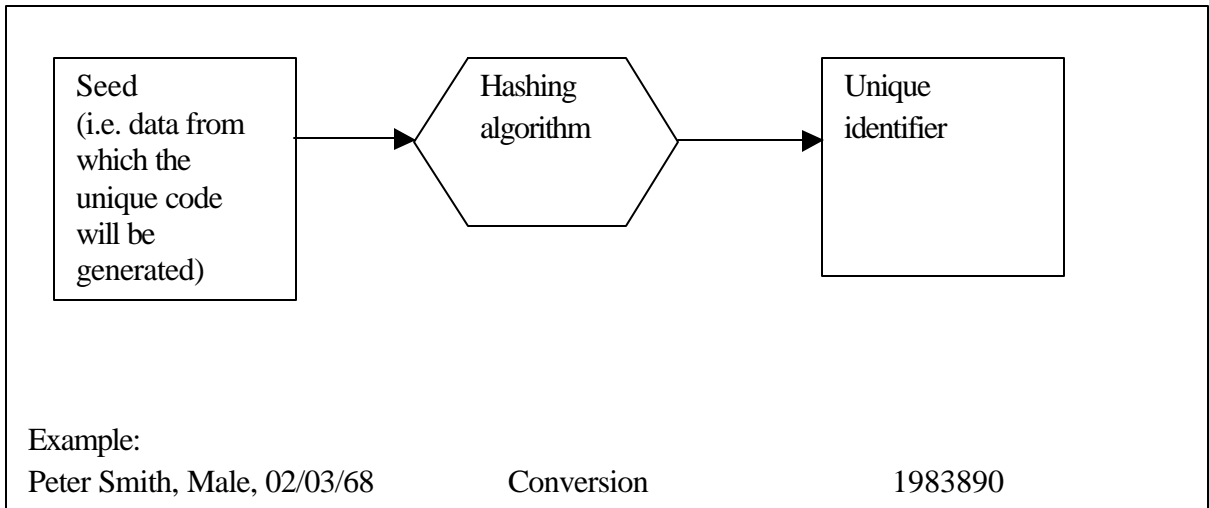 Seed
(i.e. data from
which the
unique code
will be
generated)
Hashing
algorithm
Unique
identifier
Example:
Peter Smith, Male, 02/03/68 Conversion 1983890